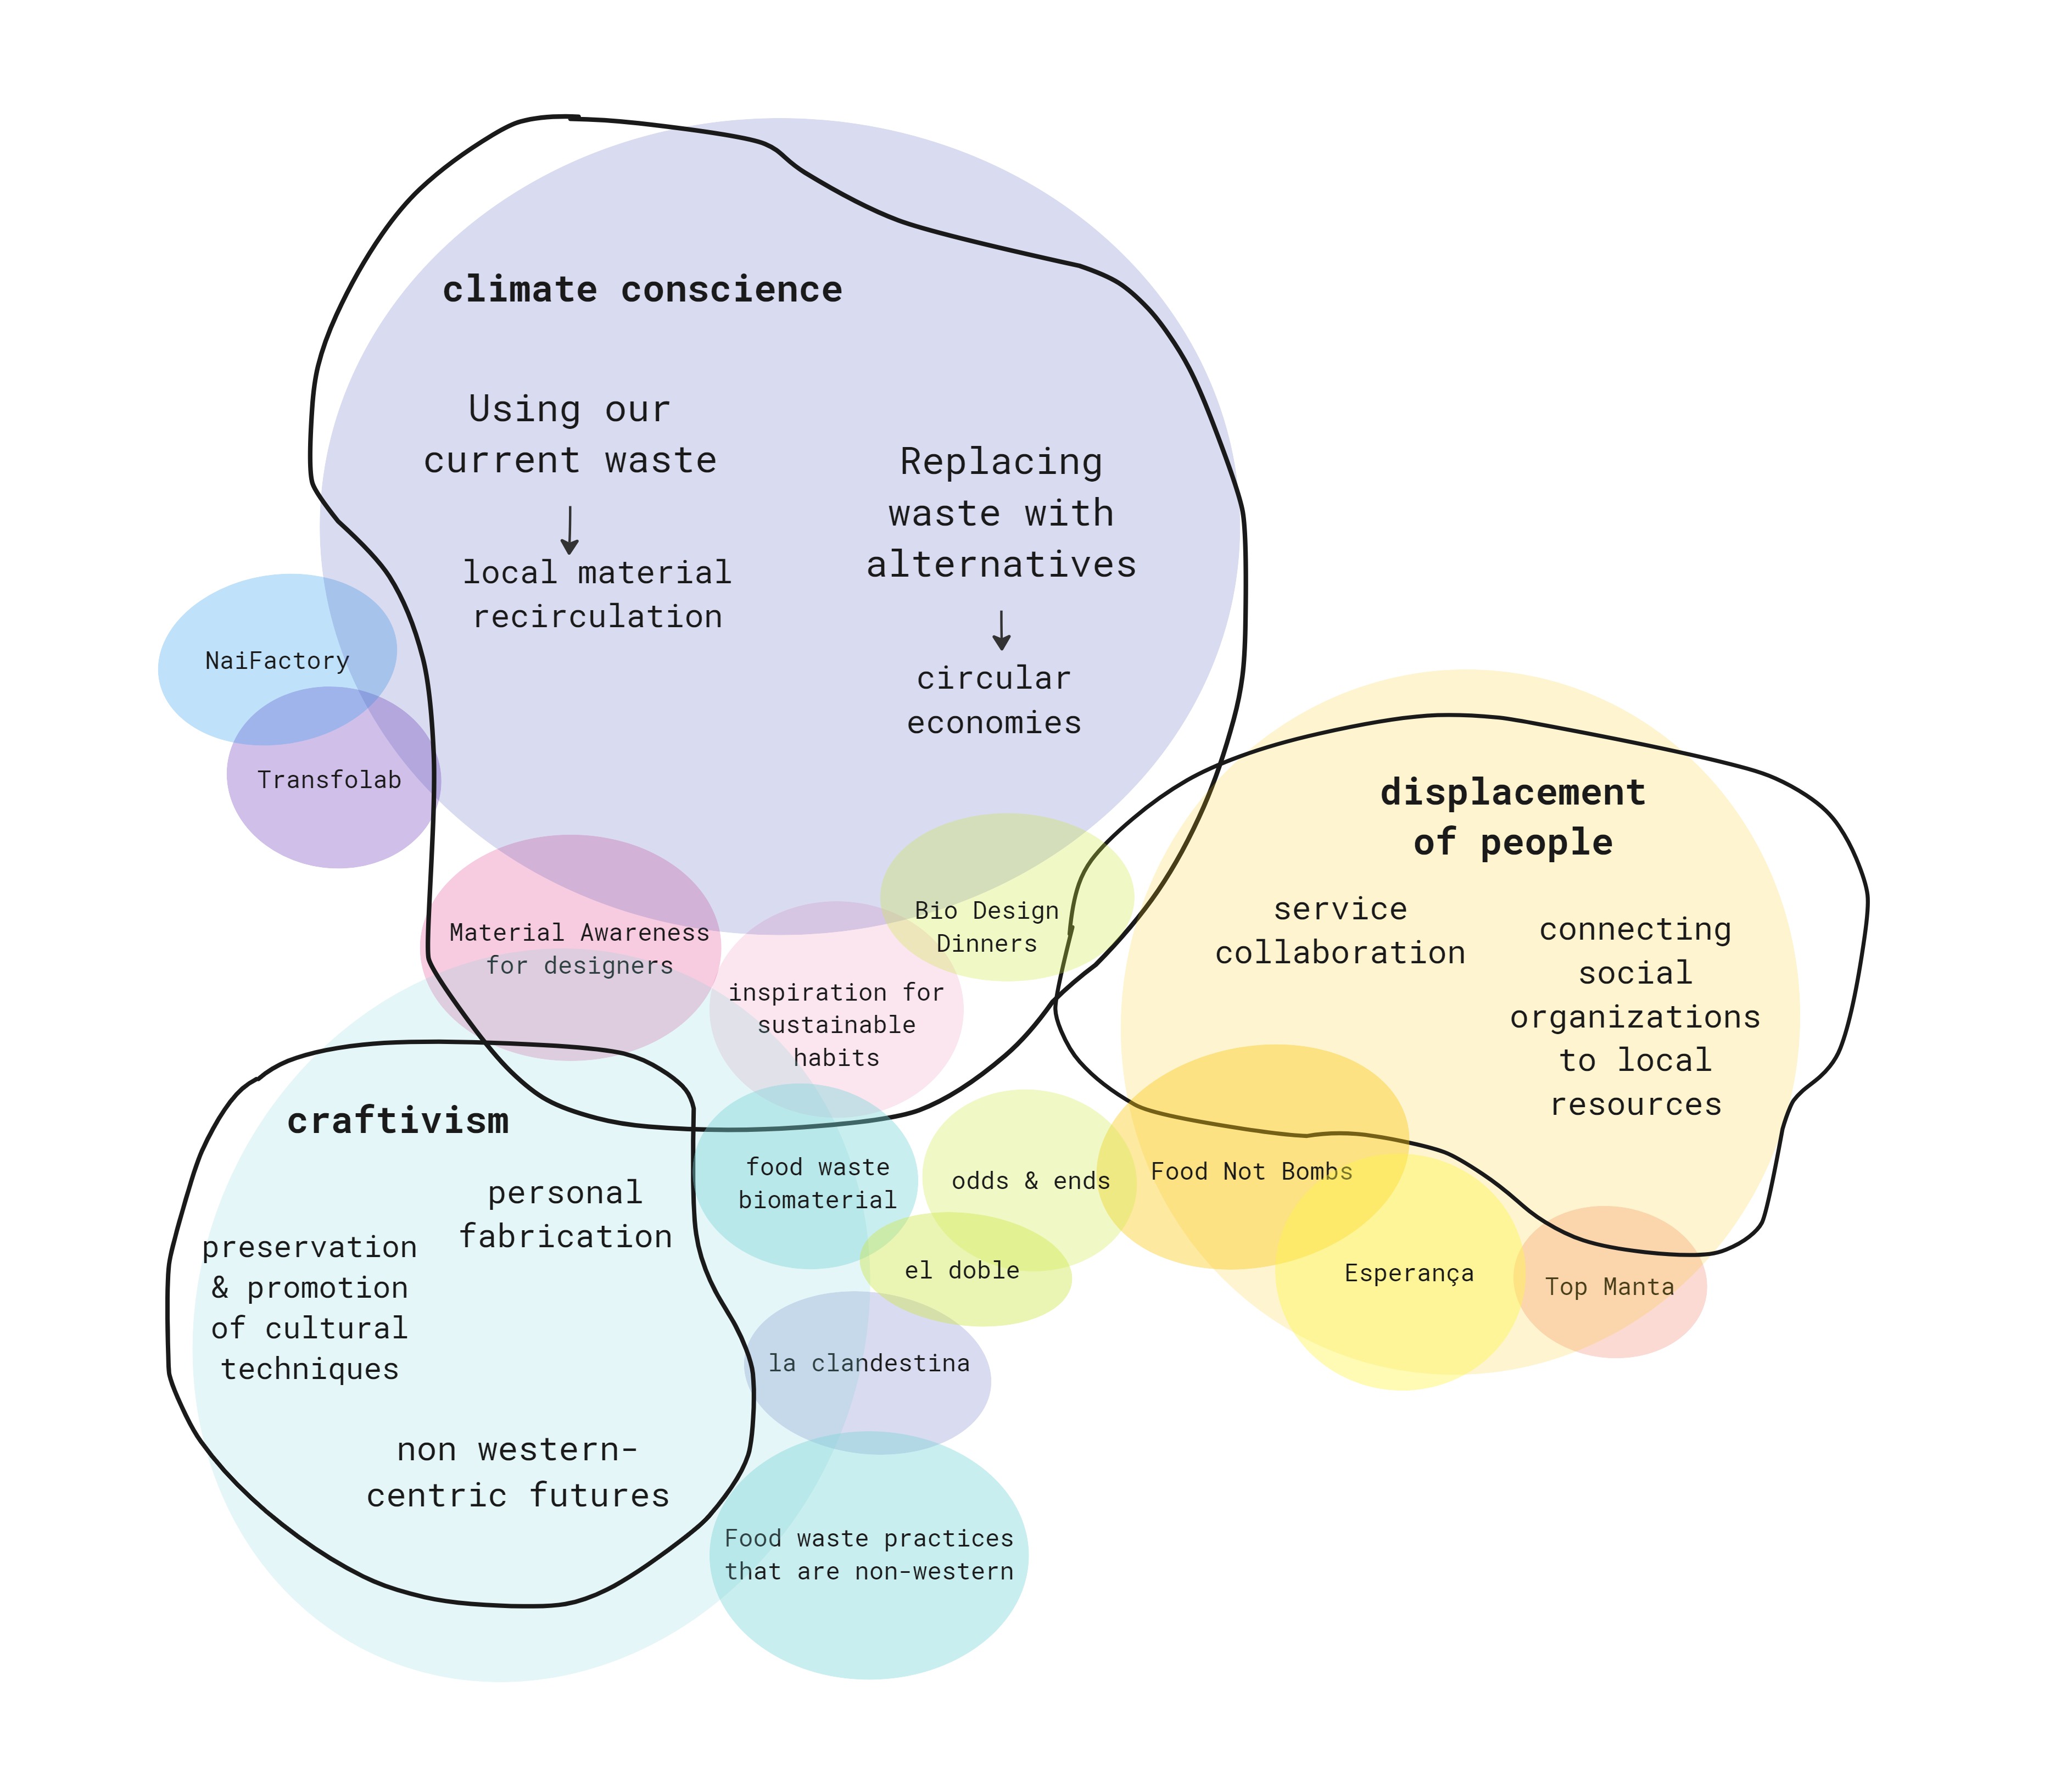 climate conscience
Using our
current waste
local material
recirculation
Replacing
waste with
alternatives
circular
economies
NaiFactory
Transfolab
displacement
of people
service
collaboration
connecting
social
organizations
to local
resources
Material Awareness
for designers
Bio Design
Dinners
inspiration for
sustainable
habits
craftivism
personal
fabrication
preservation
& promotion
of cultural
techniques
non western-
centric futures
food waste
biomaterial
odds & ends
Food Not Bombs
el doble
Esperança
Top Manta
la clandestina
Food waste practices
that are non-western